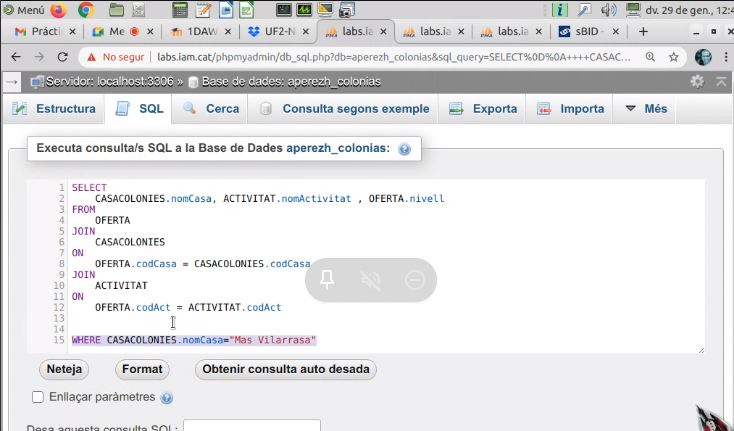 Menú
dv. 29 de gen., 12:4
Pràctic
Me
1DAW
UF2-N
labs.ia
labs.ia
labs.ia
sBID -
No segur
labs.iam.cat/phpmyadmin/db_sql.php?db=aperezh_colonias&sql_query=SELECT%0D%0A++++CASAC...
Servidor: localhost:3306 » Base de dades: aperezh_colonias
Estructura
SQL
Cerca
Consulta segons exemple
Exporta
Importa
Més
Executa consulta/s SQL a la Base de Dades aperezh_colonias:
1 SELECT
2 CASACOLONIES.nomCasa, ACTIVITAT.nomActivitat , OFERTA.nivell
3 FROM
4 OFERTA
5 JOIN
6 CASACOLONIES
7 ON
8 OFERTA.codCasa = CASACOLONIES.codCasa
9 JOIN
10 ACTIVITAT
11 ON
12 OFERTA.codAct = ACTIVITAT.codAct
13
14
15 WHERE CASACOLONIES.nomCasa="Mas Vilarrasa"
Neteja
Format
Obtenir consulta auto desada
Enllaçar paràmetres
Desa aquesta consulta SQL: